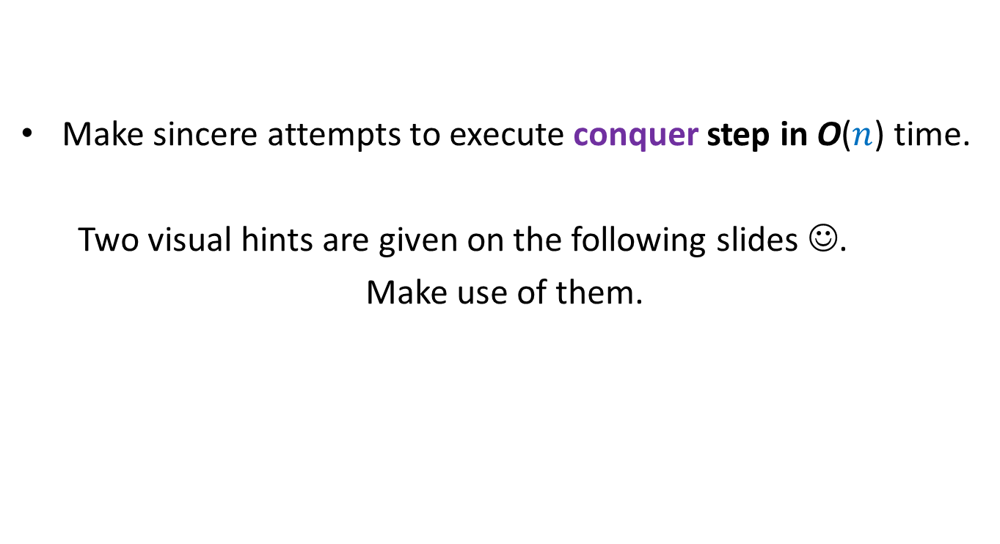 • Make sincere attempts to execute conquer step in O(n) time.
Two visual hints are given on the following slides ☺.
Make use of them.